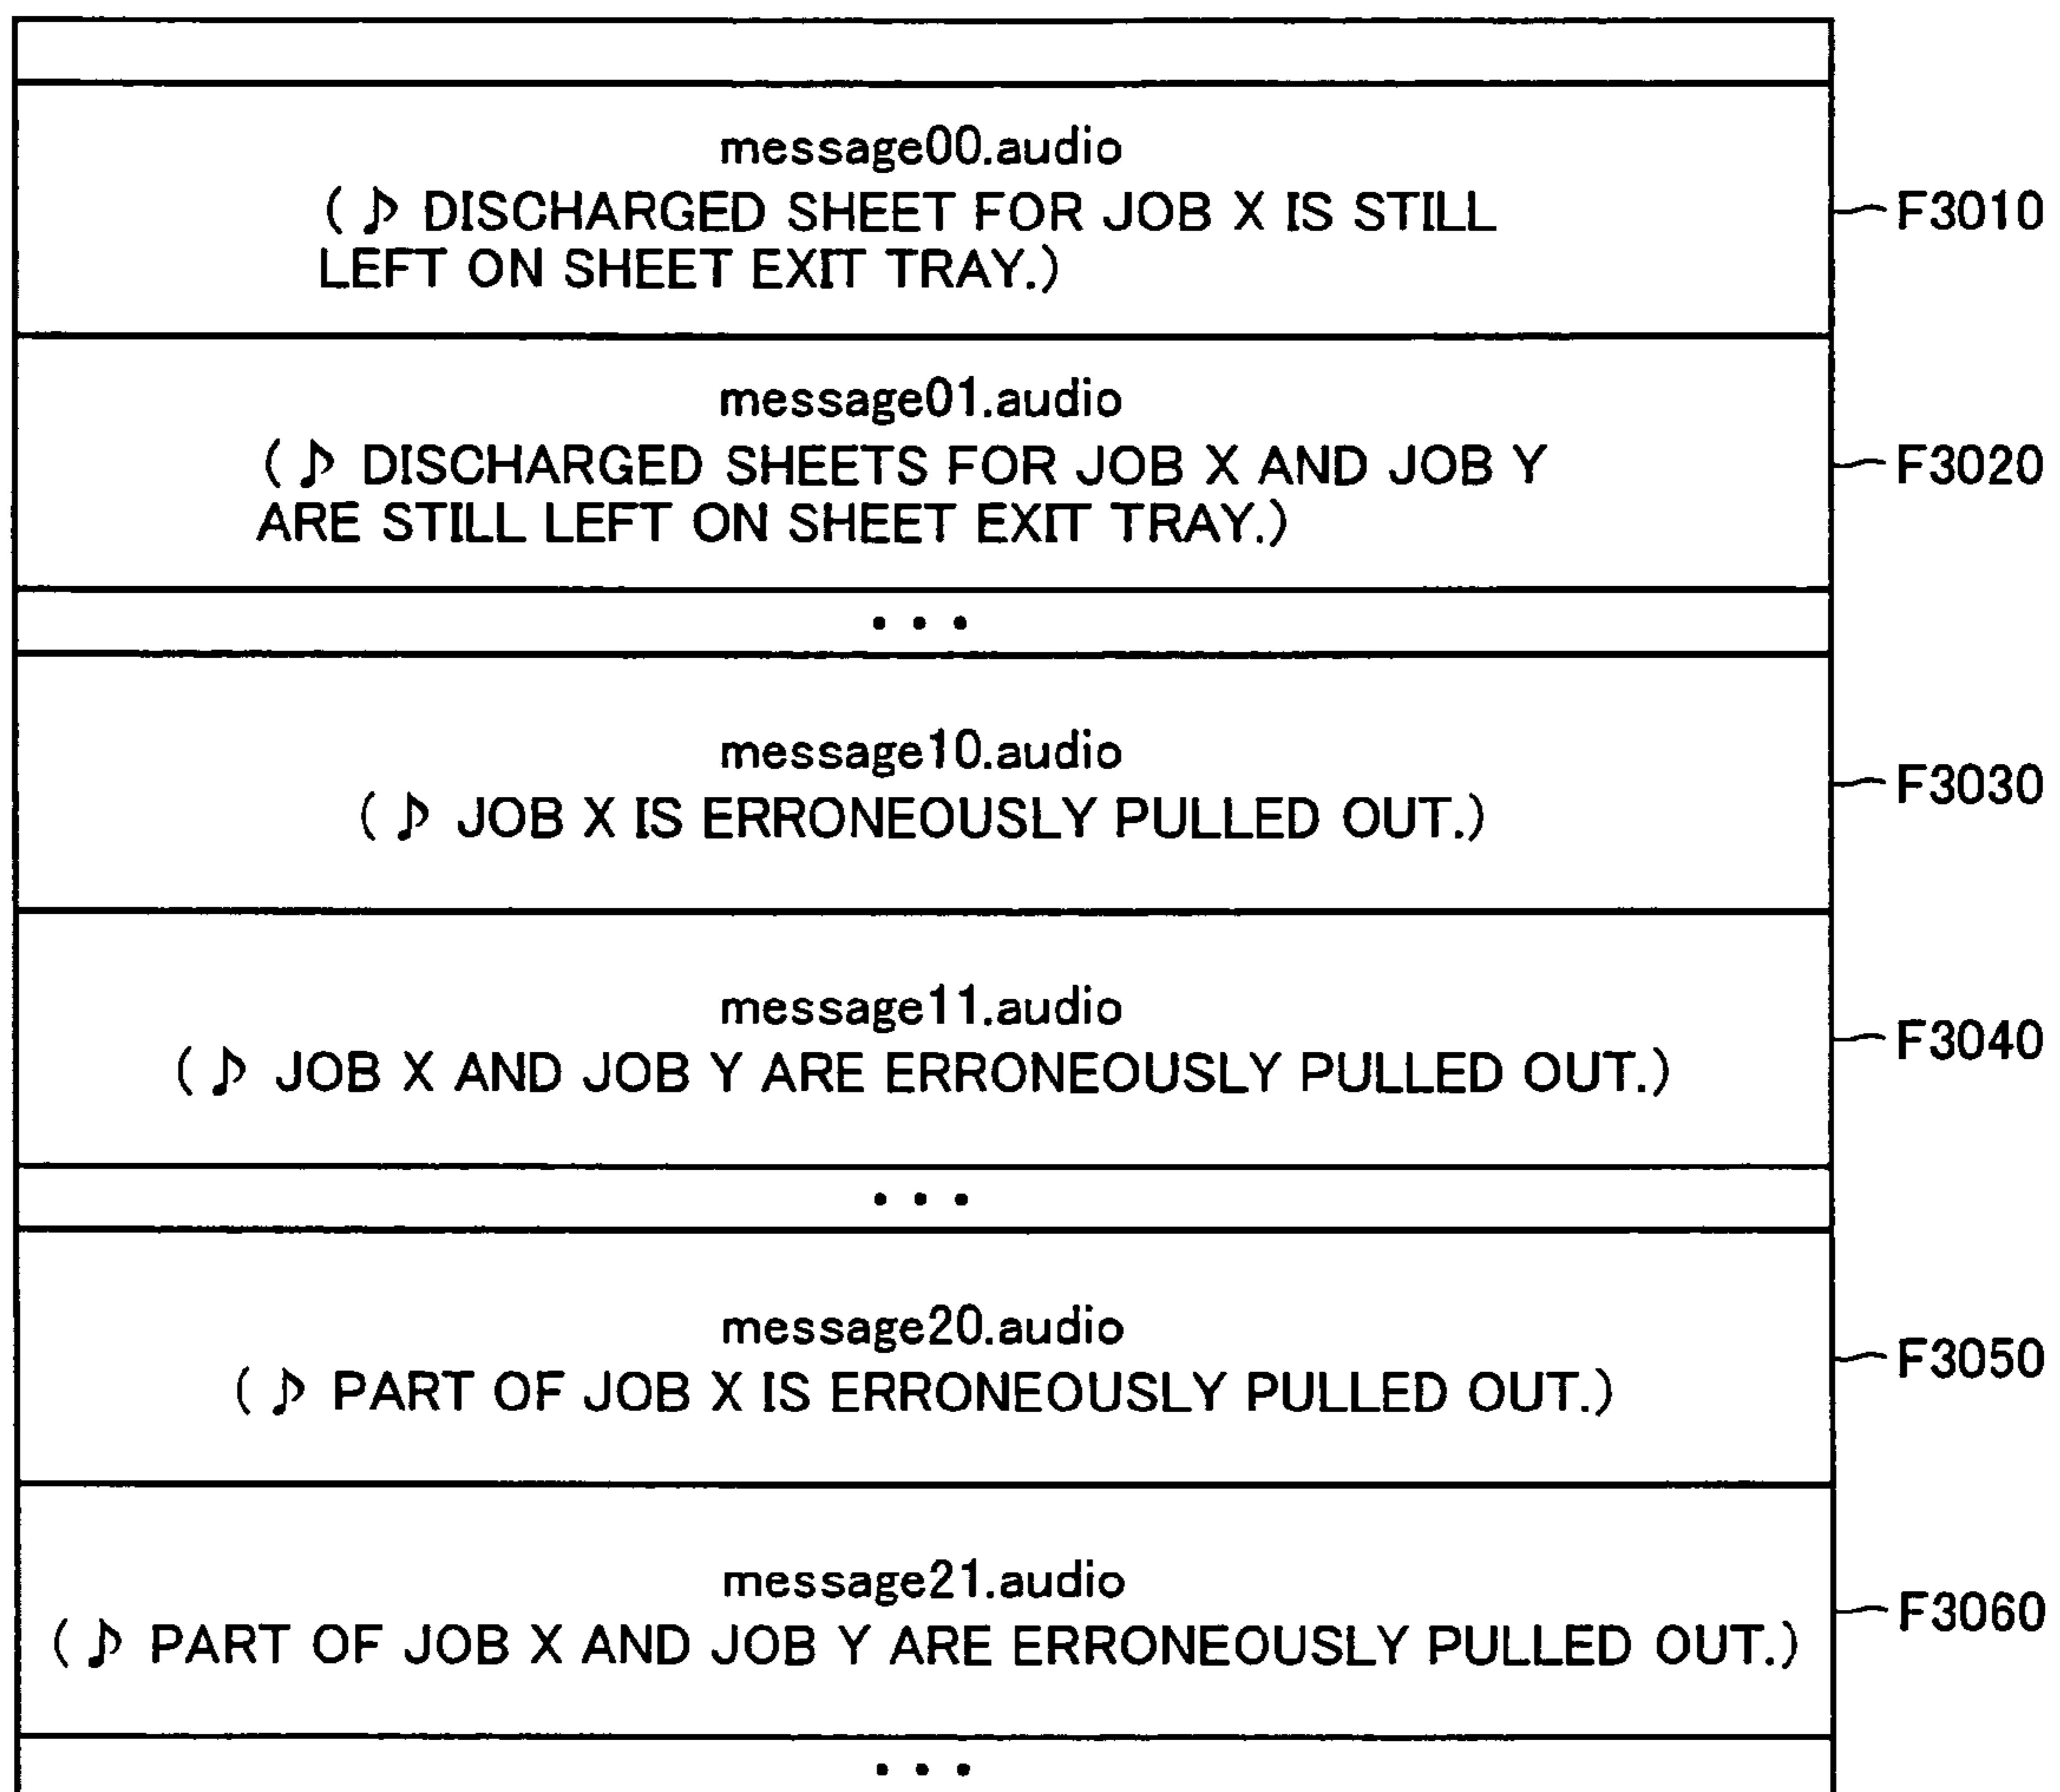 message00.audio
(♪ DISCHARGED SHEET FOR JOB X IS STILL
LEFT ON SHEET EXIT TRAY.)
F3010
message01.audio
(♪ DISCHARGED SHEETS FOR JOB X AND JOB Y
ARE STILL LEFT ON SHEET EXIT TRAY.)
F3020
• • •
message10.audio
(♪ JOB X IS ERRONEOUSLY PULLED OUT.)
F3030
message11.audio
(♪ JOB X AND JOB Y ARE ERRONEOUSLY PULLED OUT.)
F3040
• • •
message20.audio
(♪ PART OF JOB X IS ERRONEOUSLY PULLED OUT.)
F3050
message21.audio
(♪ PART OF JOB X AND JOB Y ARE ERRONEOUSLY PULLED OUT.)
F3060
• • •